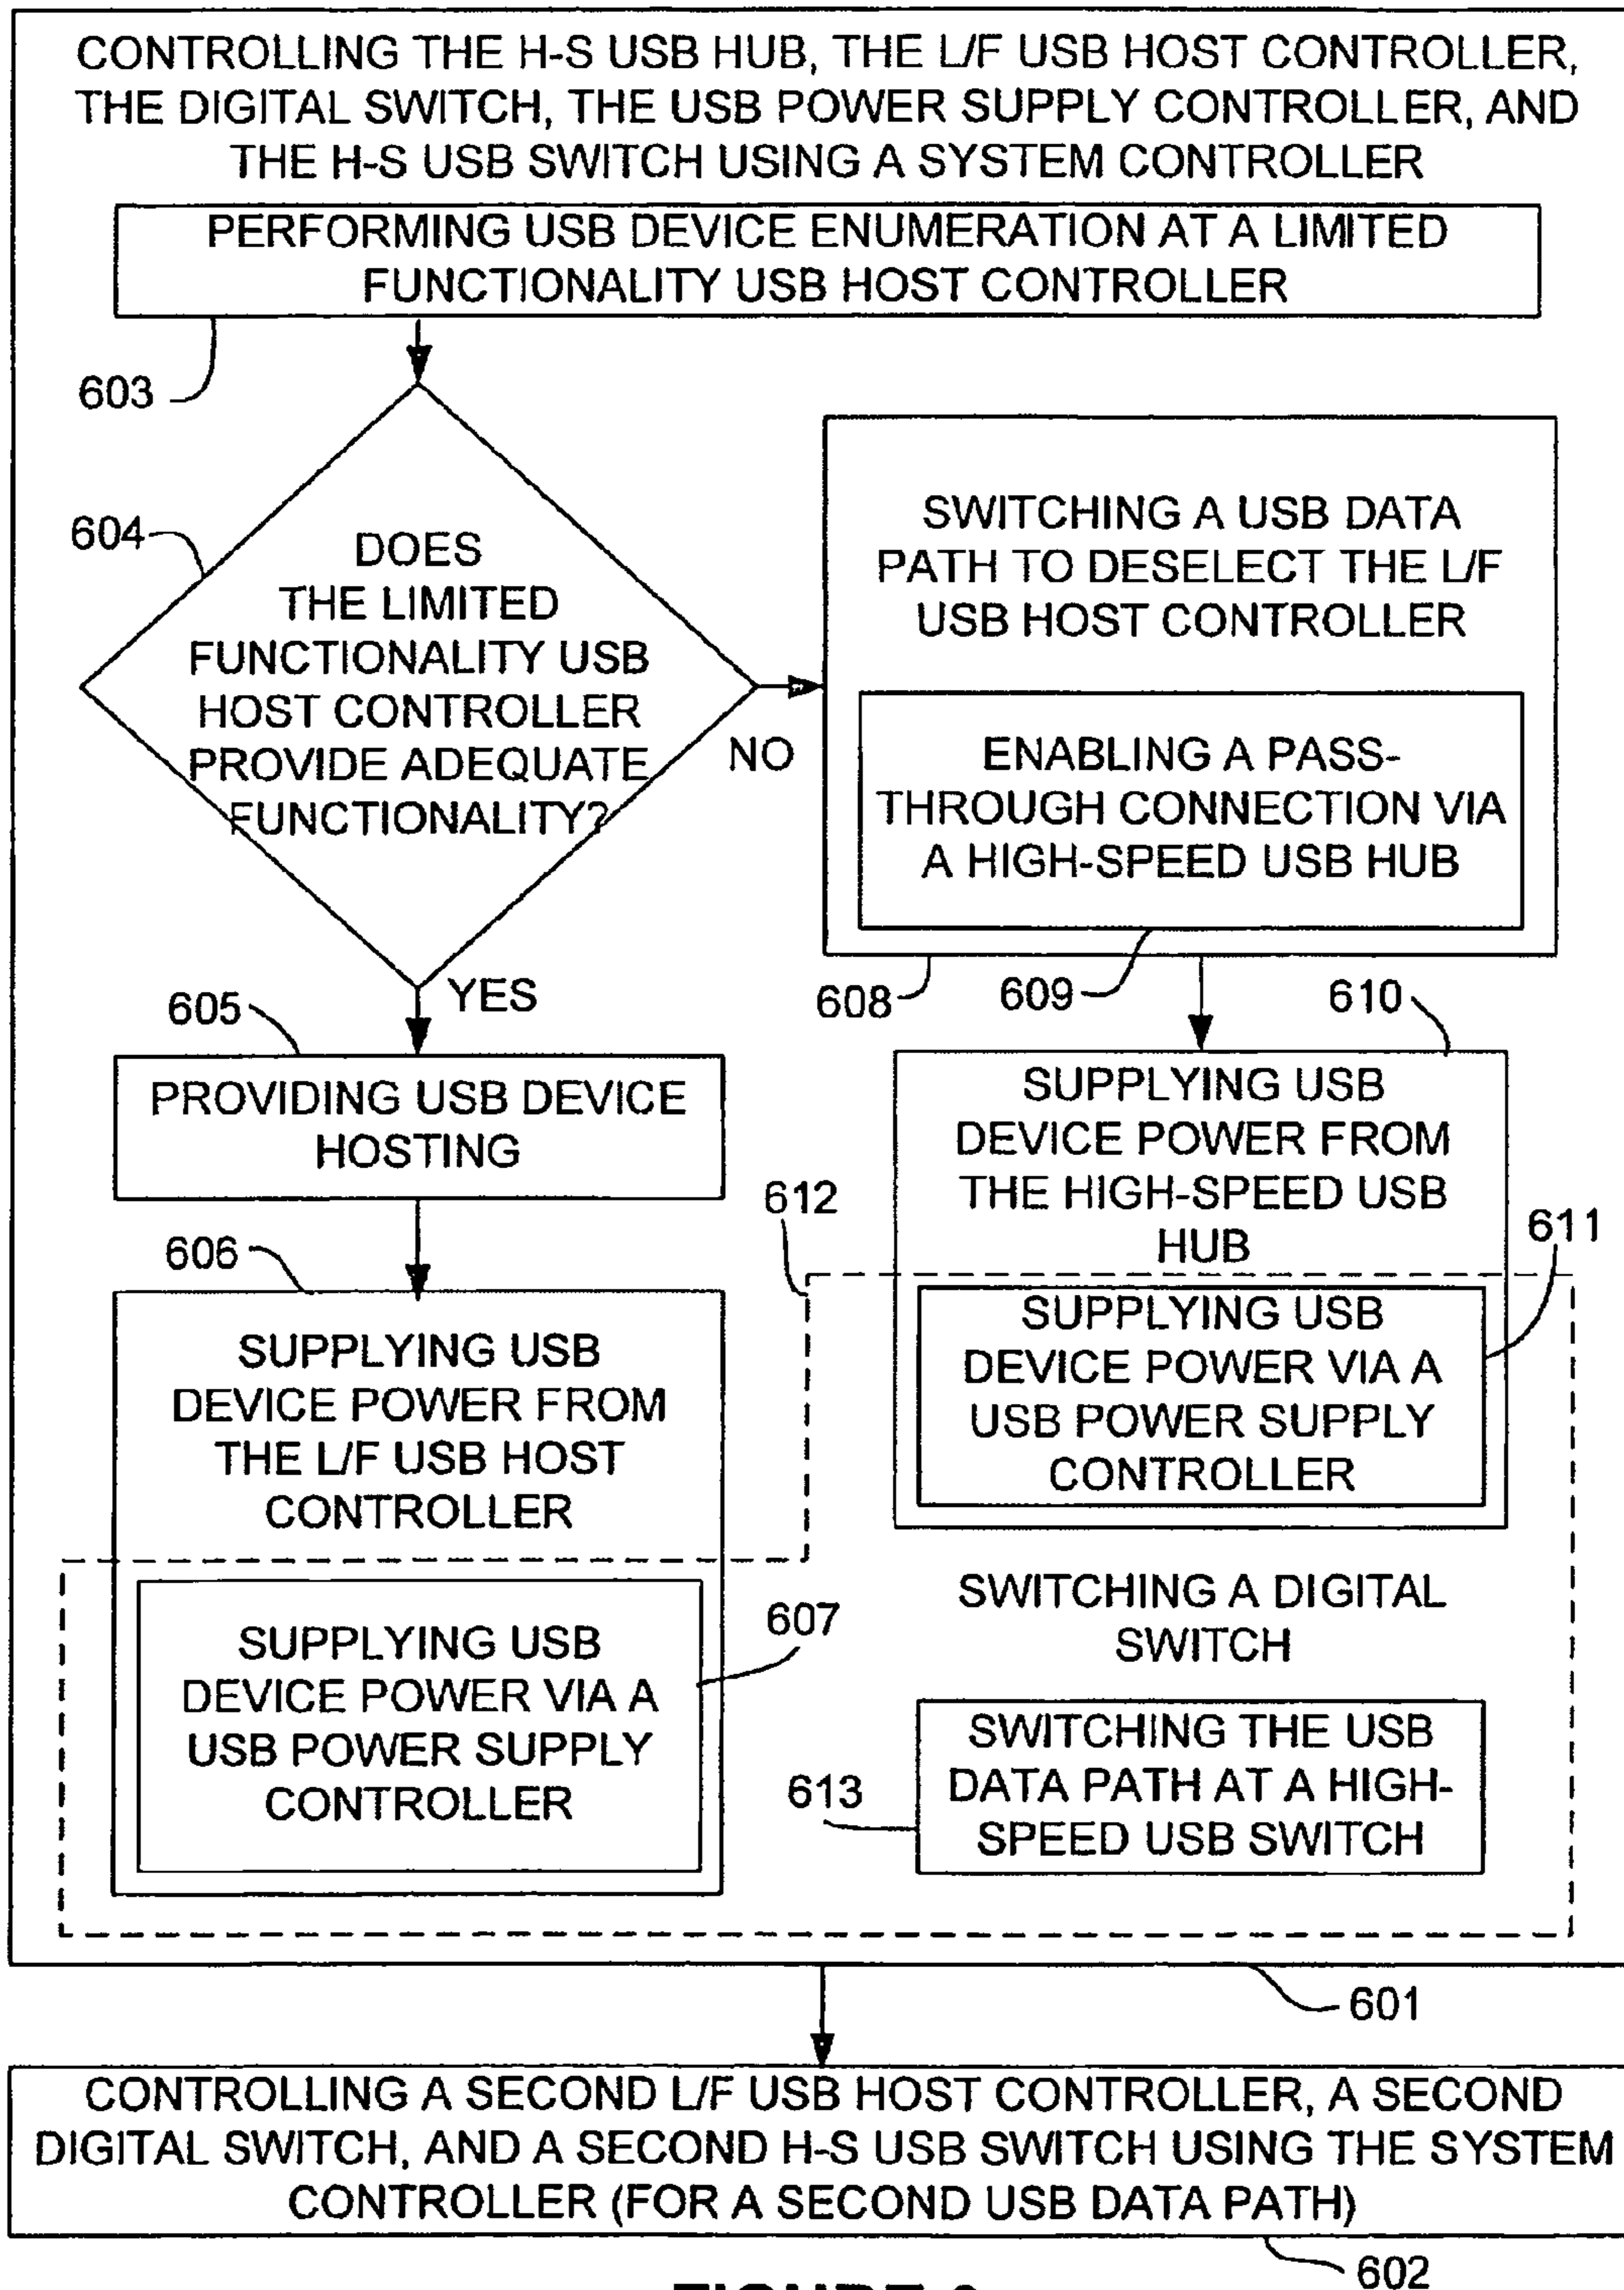 CONTROLLING THE H-S USB HUB, THE L/F USB HOST CONTROLLER,
THE DIGITAL SWITCH, THE USB POWER SUPPLY CONTROLLER, AND
THE H-S USB SWITCH USING A SYSTEM CONTROLLER
PERFORMING USB DEVICE ENUMERATION AT A LIMITED
FUNCTIONALITY USB HOST CONTROLLER
603
604
DOES
THE LIMITED
FUNCTIONALITY USB
HOST CONTROLLER
PROVIDE ADEQUATE
FUNCTIONALITY?
NO
YES
SWITCHING A USB DATA
PATH TO DESELECT THE L/F
USB HOST CONTROLLER
ENABLING A PASS-
THROUGH CONNECTION VIA
A HIGH-SPEED USB HUB
608
609
610
605
PROVIDING USB DEVICE
HOSTING
606
SUPPLYING USB
DEVICE POWER FROM
THE L/F USB HOST
CONTROLLER
SUPPLYING USB
DEVICE POWER VIA A
USB POWER SUPPLY
CONTROLLER
607
612
SUPPLYING USB
DEVICE POWER FROM
THE HIGH-SPEED USB
HUB
611
SUPPLYING USB
DEVICE POWER VIA A
USB POWER SUPPLY
CONTROLLER
SWITCHING A DIGITAL
SWITCH
613
SWITCHING THE USB
DATA PATH AT A HIGH-
SPEED USB SWITCH
601
CONTROLLING A SECOND L/F USB HOST CONTROLLER, A SECOND
DIGITAL SWITCH, AND A SECOND H-S USB SWITCH USING THE SYSTEM
CONTROLLER (FOR A SECOND USB DATA PATH)
602